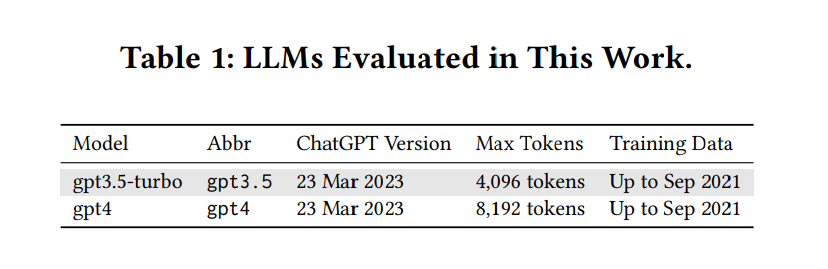 Table 1: LLMs Evaluated in This Work.
Model Abbr ChatGPT Version Max Tokens Training Data
gpt3.5-turbo gpt3.5 23 Mar 2023 4,096 tokens Up to Sep 2021
gpt4 gpt4 23 Mar 2023 8,192 tokens Up to Sep 2021